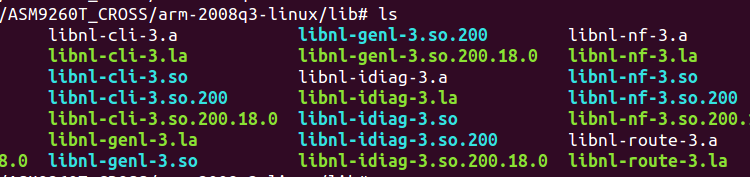 /ASM9260T_CROSS/arm-2008q3-linux/lib# ls
libnl-cli-3.a libnl-genl-3.so.200 libnl-nf-3.a
libnl-cli-3.la libnl-genl-3.so.200.18.0 libnl-nf-3.la
libnl-cli-3.so libnl-idiag-3.a libnl-nf-3.so
libnl-cli-3.so.200 libnl-idiag-3.la libnl-nf-3.so.200
libnl-cli-3.so.200.18.0 libnl-idiag-3.so libnl-nf-3.so.200.
libnl-genl-3.la libnl-idiag-3.so.200 libnl-route-3.a
8.0 libnl-genl-3.so libnl-idiag-3.so.200.18.0 libnl-route-3.la